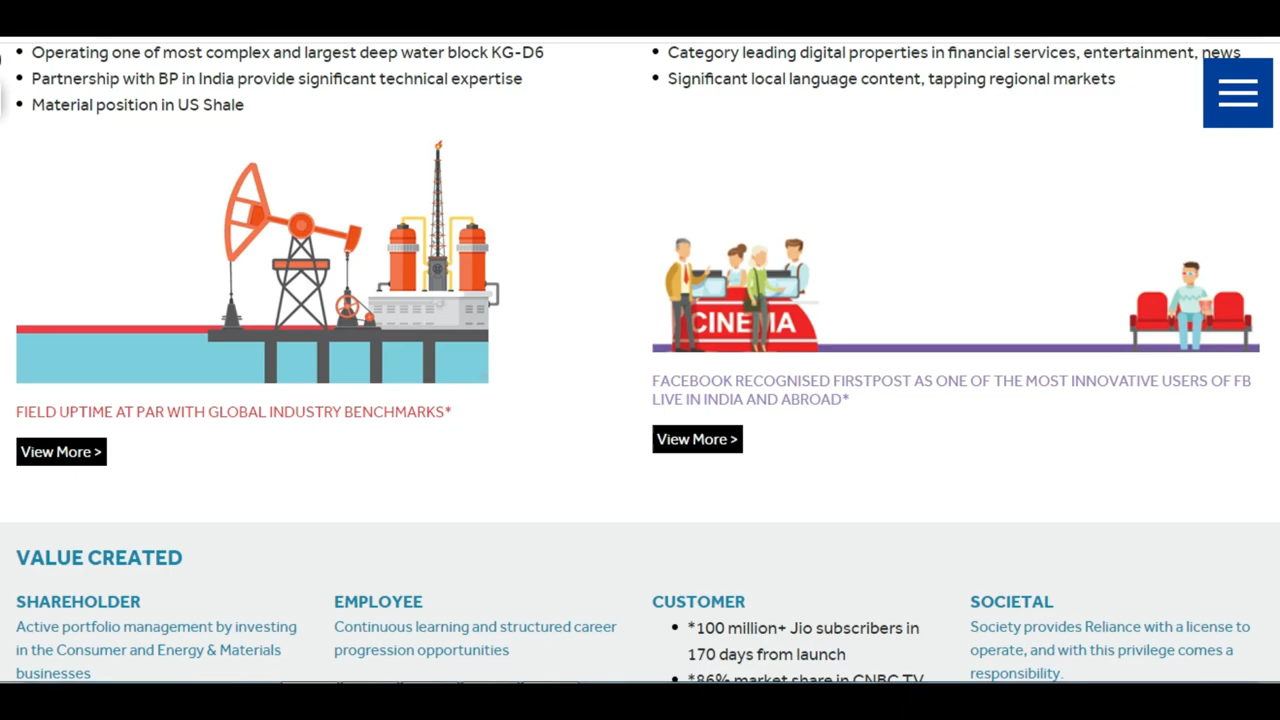 • Operating one of most complex and largest deep water block KG-D6
• Partnership with BP in India provide significant technical expertise
• Material position in US Shale
• Category leading digital properties in financial services, entertainment, news
• Significant local language content, tapping regional markets
CINEMA
FIELD UPTIME AT PAR WITH GLOBAL INDUSTRY BENCHMARKS*
View More >
FACEBOOK RECOGNISED FIRSTPOST AS ONE OF THE MOST INNOVATIVE USERS OF FB
LIVE IN INDIA AND ABROAD*
View More >
VALUE CREATED
SHAREHOLDER
Active portfolio management by investing
in the Consumer and Energy & Materials
businesses
EMPLOYEE
Continuous learning and structured career
progression opportunities
CUSTOMER
• *100 million+ Jio subscribers in
170 days from launch
• *86% market share in CNBC TV
SOCIETAL
Society provides Reliance with a license to
operate, and with this privilege comes a
responsibility.